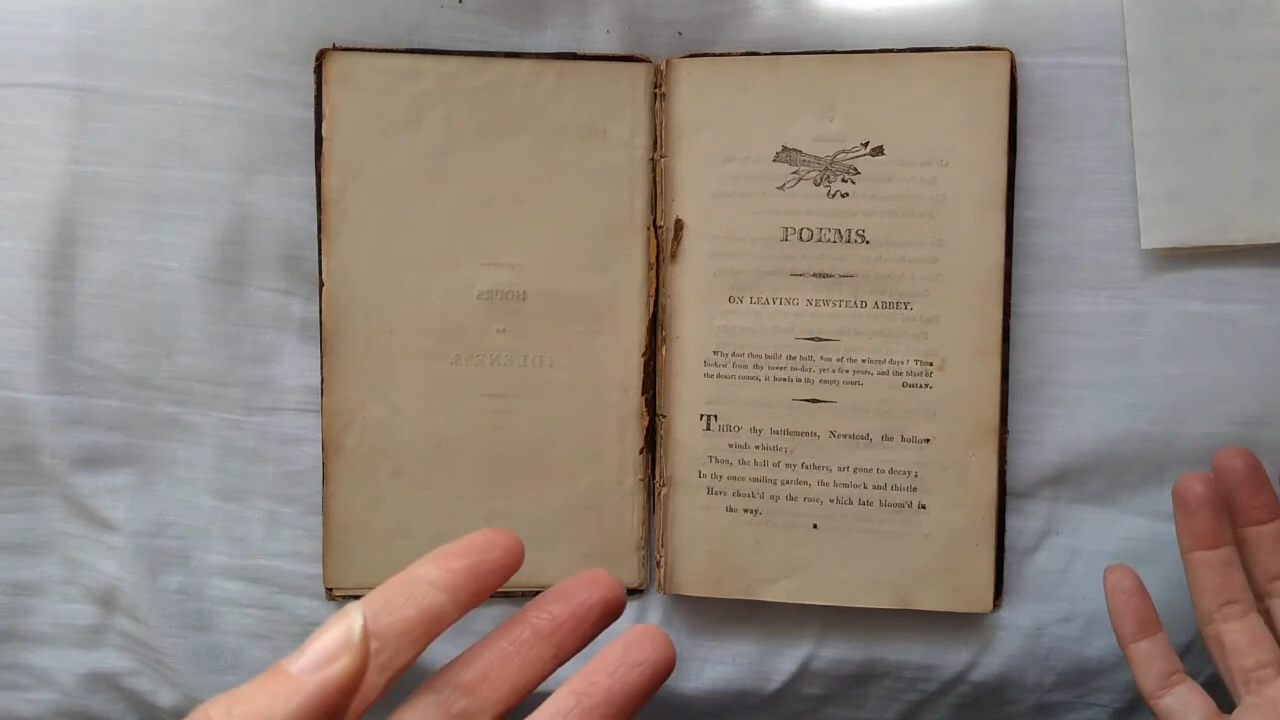 HOURS
OF
IDLENESS.
POEMS.
ON LEAVING NEWSTEAD ABBEY.
Why dost thou build the hall, Son of the winged days? Thou
lookest from thy tower to-day, yet a few years, and the blast of
the desart comes, it howls in thy empty court. OSSIAN.
THRO' thy battlements, Newstead, the hollow
winds whistle;
Thou, the hall of my fathers, art gone to decay;
In thy once smiling garden, the hemlock and thistle
Have choak'd up the rose, which late bloom'd in
the way.
B